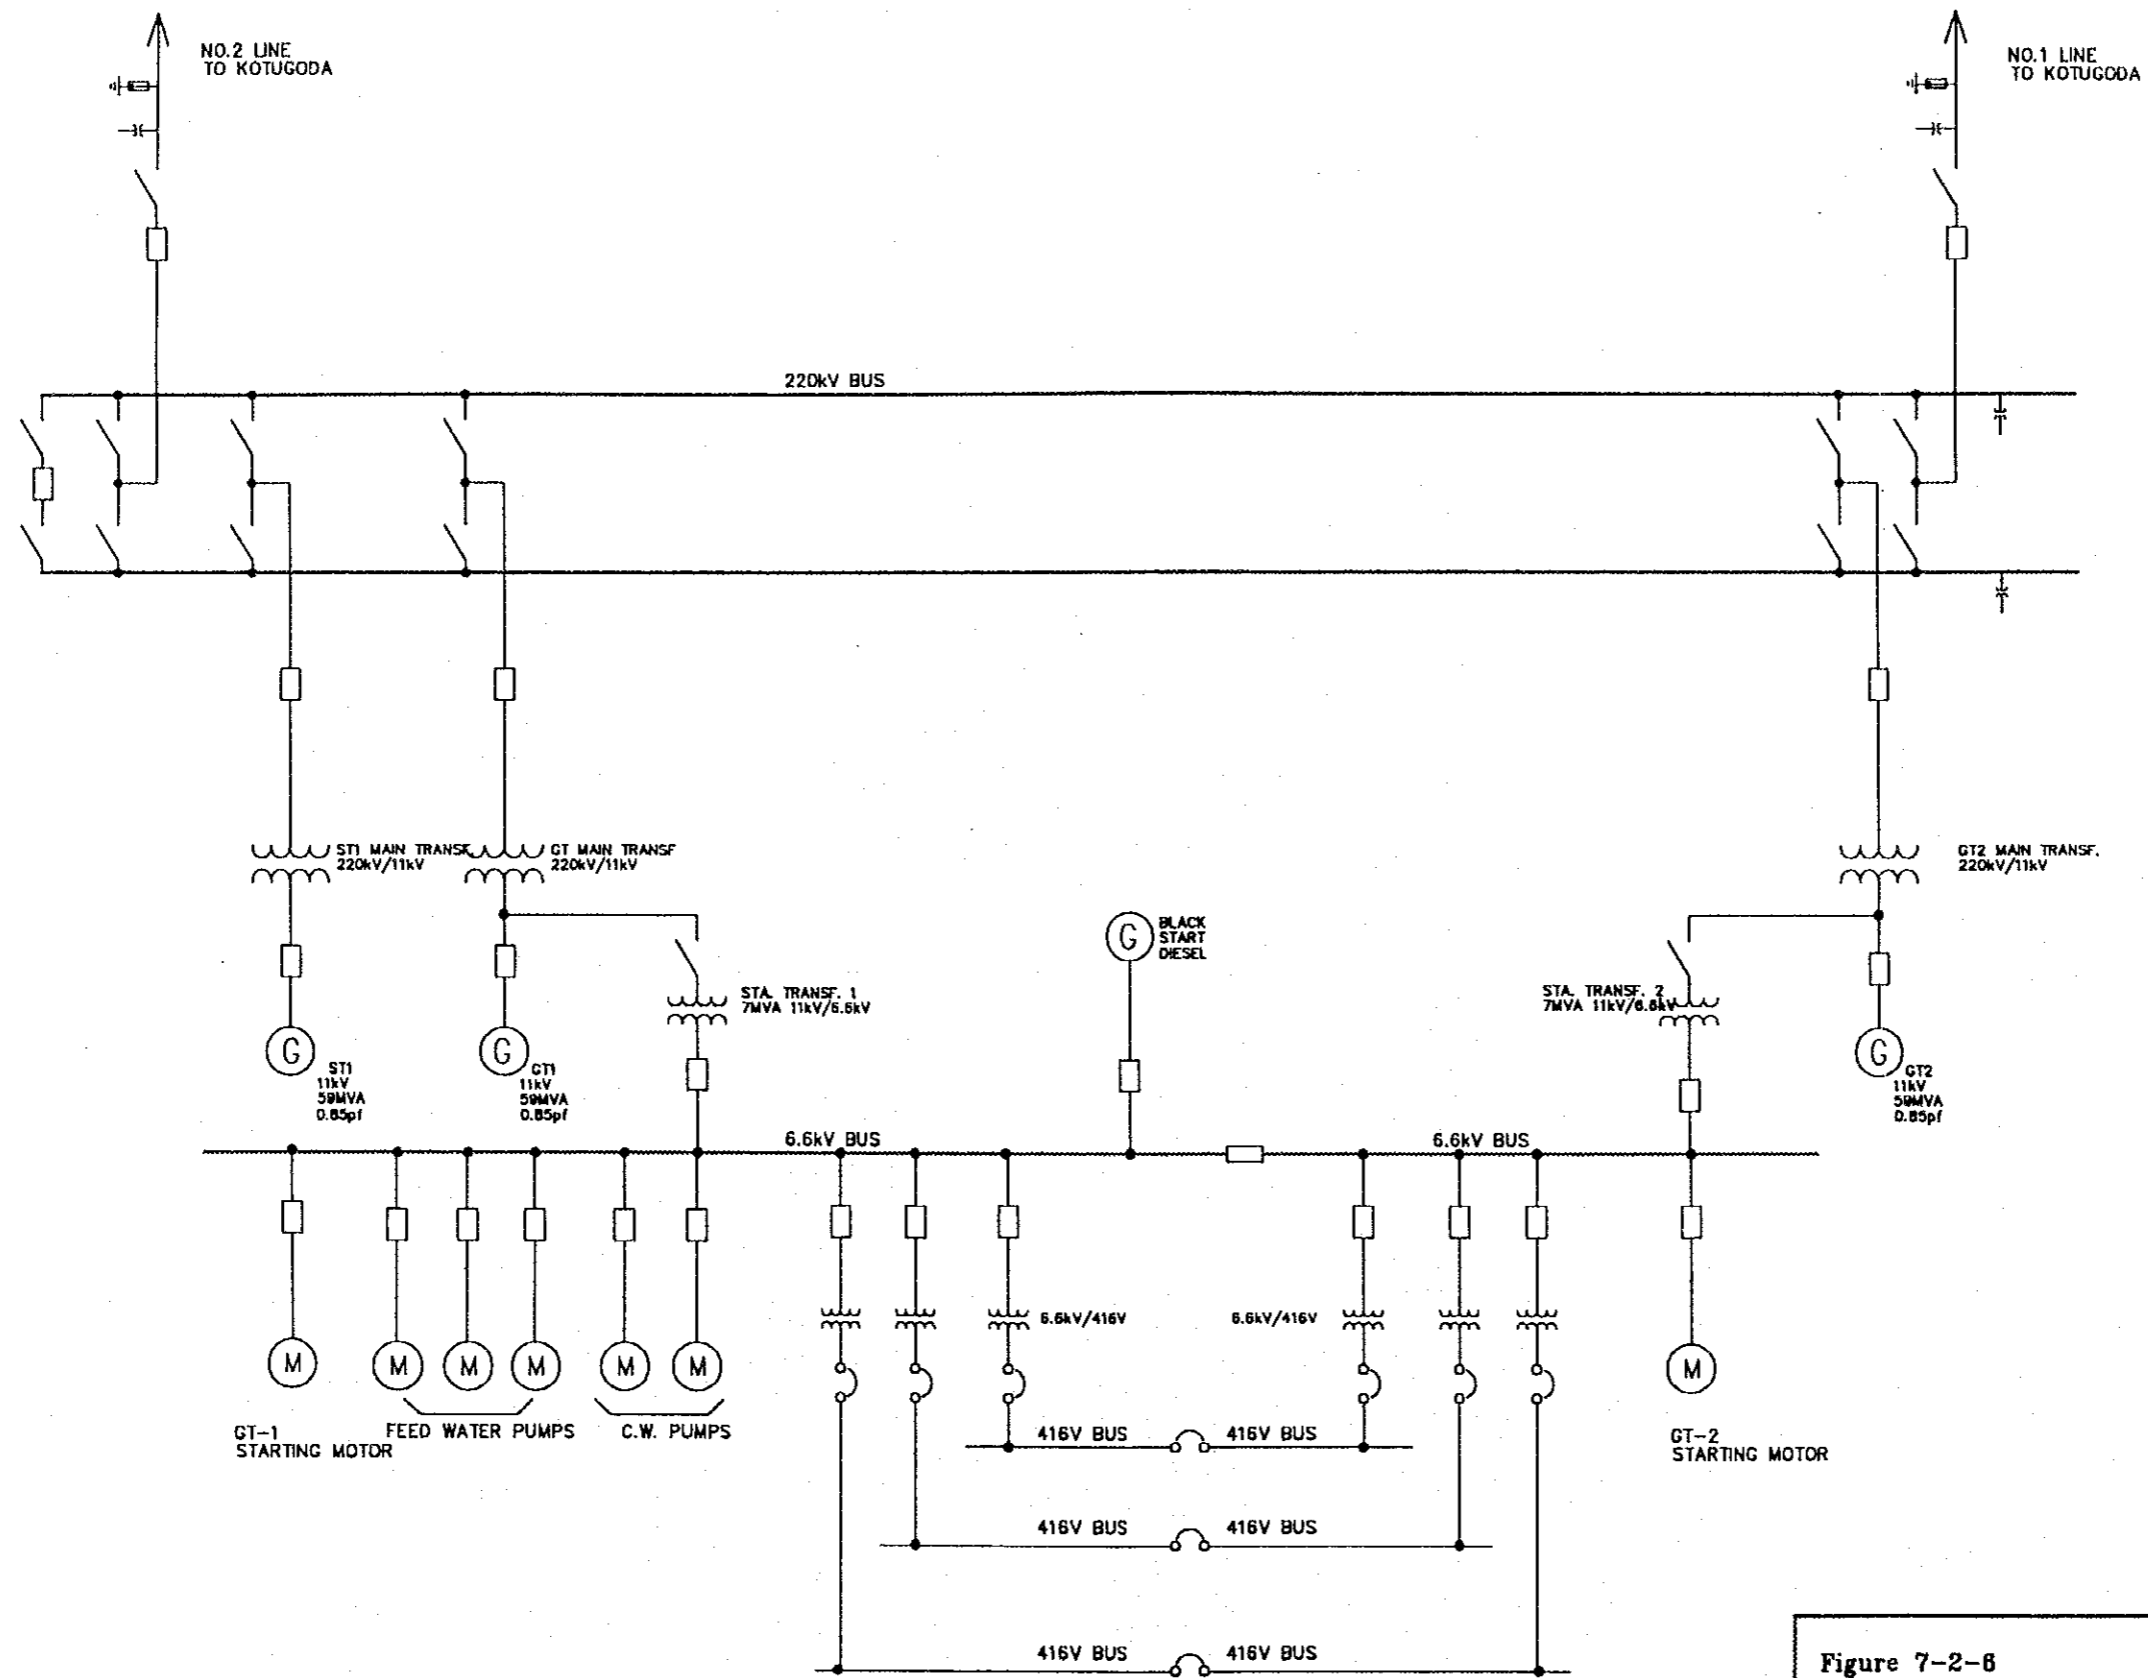 NO.2 LINE
TO KOTUGODA
NO.1 LINE
TO KOTUGODA
220kV BUS
ST1 MAIN TRANSF.
220kV/11kV
GT MAIN TRANSF
220kV/11kV
GT2 MAIN TRANSF.
220kV/11kV
G
BLACK
START
DIESEL
STA. TRANSF. 1
7MVA 11kV/6.6kV
STA. TRANSF. 2
7MVA 11kV/6.6kV
G
ST1
11kV
59MVA
0.85pf
G
GT1
11kV
59MVA
0.85pf
G
GT2
11kV
59MVA
0.85pf
6.6kV BUS
6.6kV BUS
6.6kV/416V
6.6kV/416V
M
M
M
M
M
M
M
GT-1
STARTING MOTOR
FEED WATER PUMPS
C.W. PUMPS
GT-2
STARTING MOTOR
416V BUS
416V BUS
416V BUS
416V BUS
416V BUS
416V BUS
Figure 7-2-6